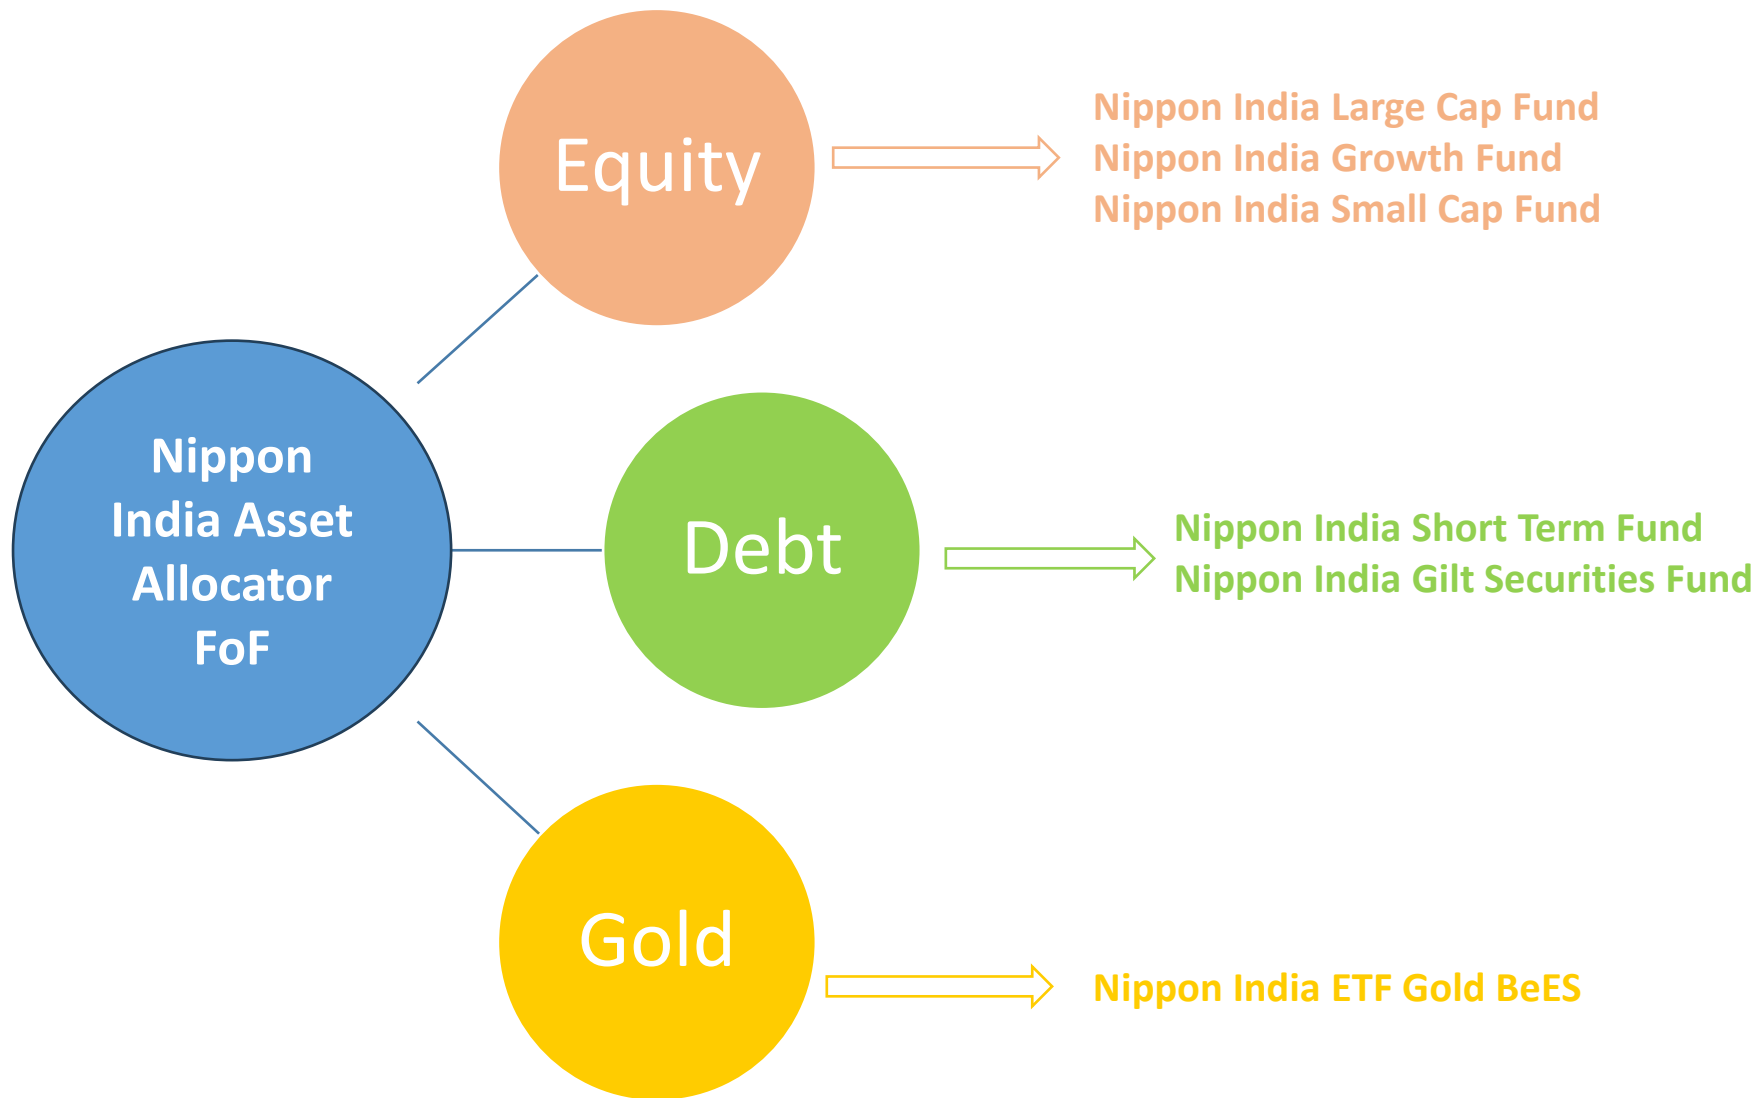 Equity
Nippon India Large Cap Fund
Nippon India Growth Fund
Nippon India Small Cap Fund
Nippon
India Asset
Allocator
FoF
Debt
Nippon India Short Term Fund
Nippon India Gilt Securities Fund
Gold
Nippon India ETF Gold BeES